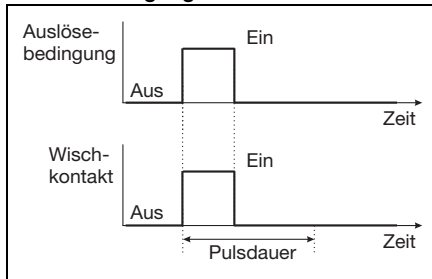 Auslöse-
bedingung
Ein
Aus
Zeit
Wisch-
kontakt
Ein
Aus
Zeit
Pulsdauer